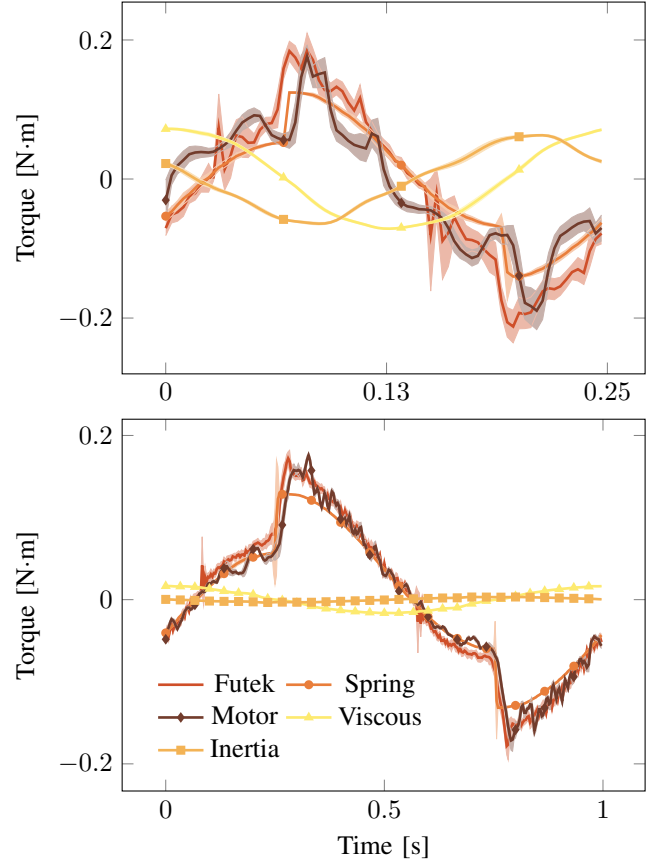 0.2
0
−0.2
Torque [N·m]
0
0.13
0.25
0.2
0
−0.2
Torque [N·m]
Futek
Spring
Motor
Viscous
Inertia
0
0.5
1
Time [s]